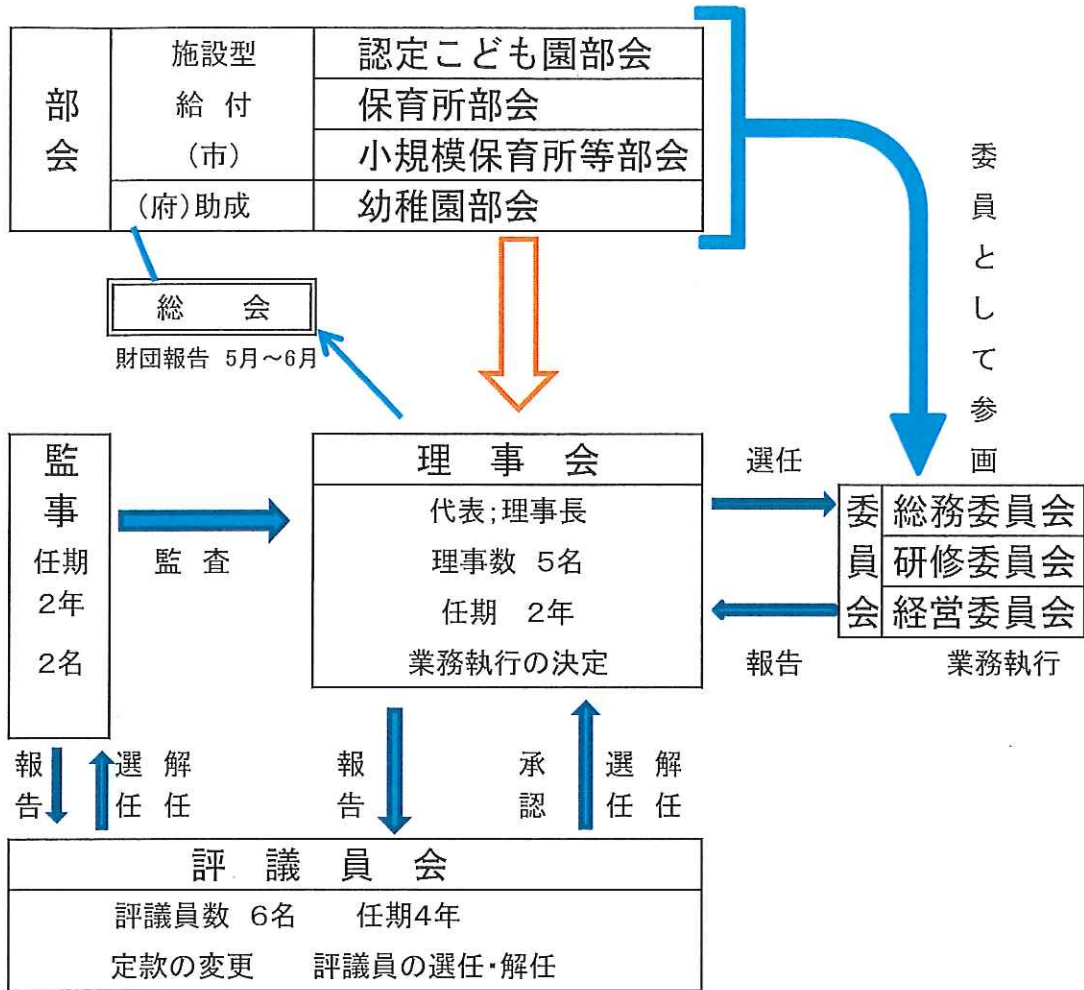 部会
施設型
給付
(市)
認定こども園部会
保育所部会
小規模保育所等部会
(府)助成
幼稚園部会
委員として参画
総 会
財団報告 5月～6月
監事
任期
2年
2名
監 査
理 事 会
代表;理事長
理事数 5名
任期 2年
業務執行の決定
選任
報告
委員会
総務委員会
研修委員会
経営委員会
業務執行
報告
選任
解任
報告
承認
選任
解任
評 議 員 会
評議員数 6名 任期4年
定款の変更 評議員の選任・解任